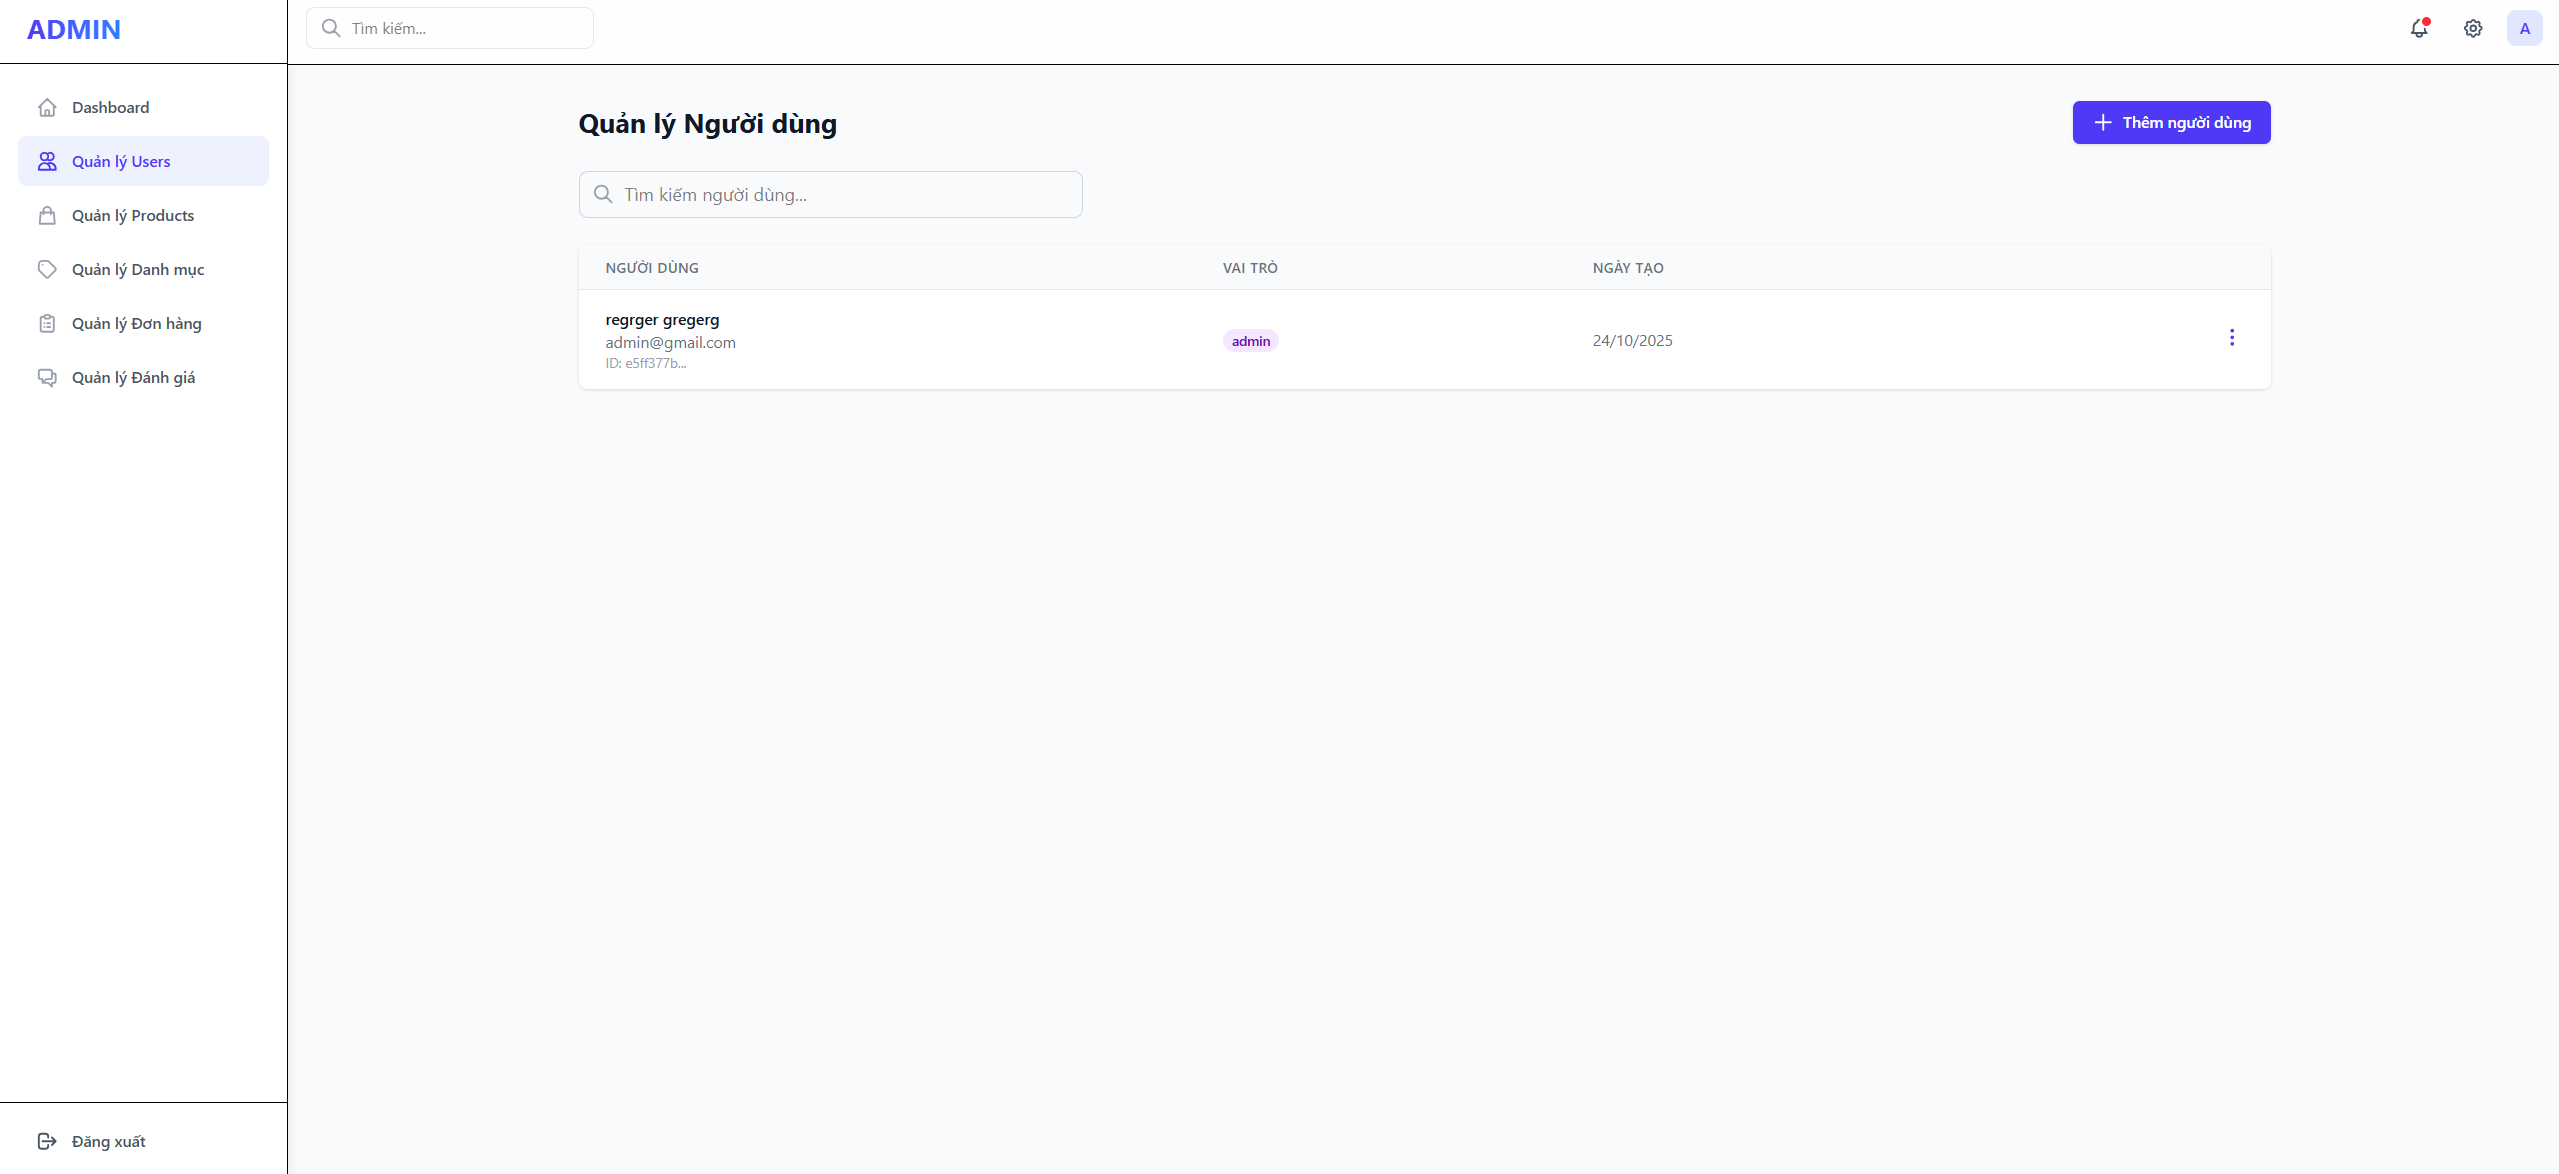 ADMIN
Tìm kiếm...
A
Dashboard
Quản lý Users
Quản lý Products
Quản lý Danh mục
Quản lý Đơn hàng
Quản lý Đánh giá
Đăng xuất
Quản lý Người dùng
Thêm người dùng
Tìm kiếm người dùng...
NGƯỜI DÙNG VAI TRÒ NGÀY TẠO
regrger gregerg
admin@gmail.com
ID: e5ff377b...
admin
24/10/2025